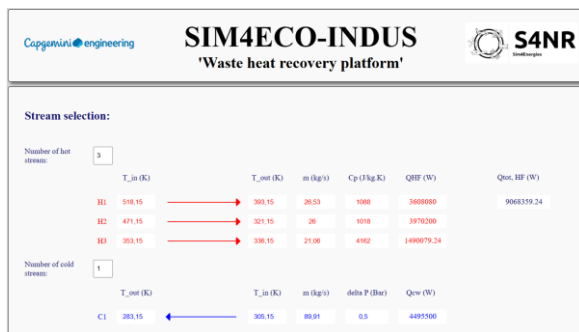 Capgemini engineering
SIM4ECO-INDUS
'Waste heat recovery platform'
S4NR
Sim4Energies
Stream selection:
Number of hot stream:
3
T_in (K) T_out (K) m (kg/s) Cp (J/kg.K) QHF (W) Qtot, HF (W)
H1 518,15 393,15 26,53 1088 3608080 9068359.24
H2 471,15 321,15 26 1018 3970200
H3 353,15 336,15 21,06 4162 1490079.24
Number of cold stream:
1
T_out (K) T_in (K) m (kg/s) delta P (Bar) Qcw (W)
C1 283,15 305,15 89,91 0,5 4495500